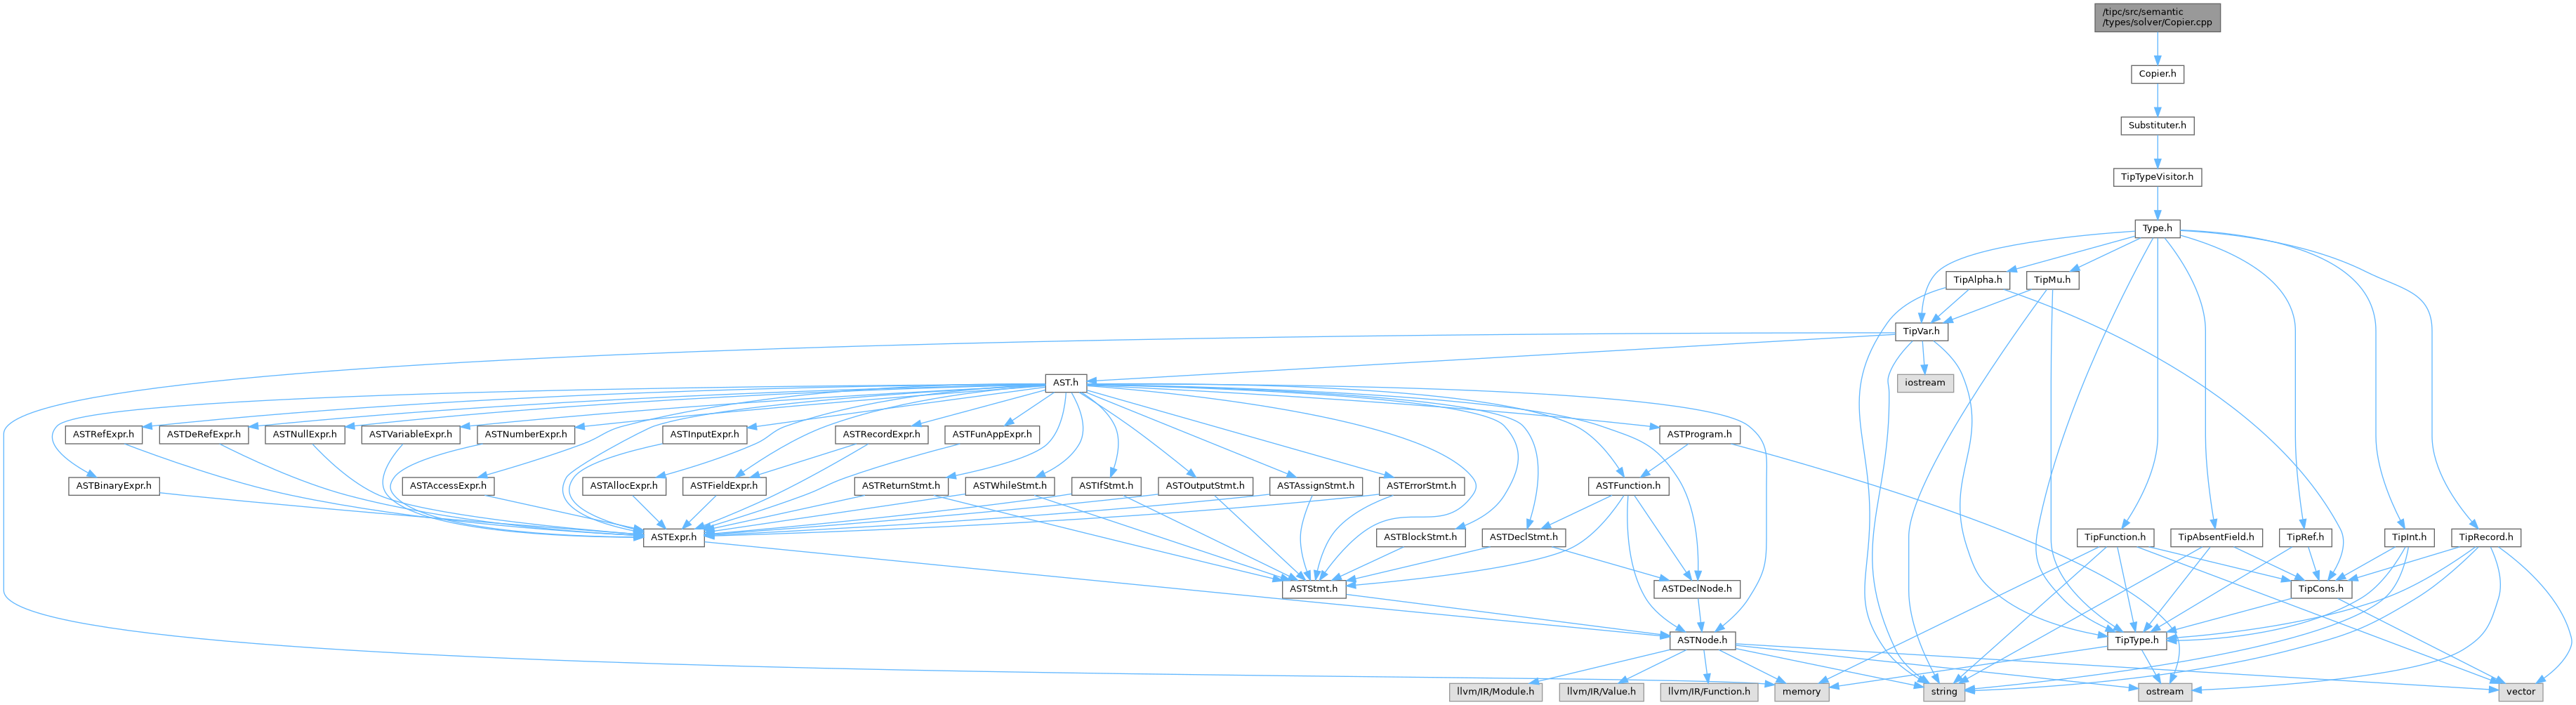 /tipc/src/semantic
/types/solver/Copier.cpp
Copier.h
Substituter.h
TipTypeVisitor.h
Type.h
TipAlpha.h
TipMu.h
TipVar.h
AST.h
iostream
ASTRefExpr.h
ASTDeRefExpr.h
ASTNullExpr.h
ASTVariableExpr.h
ASTNumberExpr.h
ASTInputExpr.h
ASTRecordExpr.h
ASTFunAppExpr.h
ASTProgram.h
ASTBinaryExpr.h
ASTAccessExpr.h
ASTAllocExpr.h
ASTFieldExpr.h
ASTReturnStmt.h
ASTWhileStmt.h
ASTIfStmt.h
ASTOutputStmt.h
ASTAssignStmt.h
ASTErrorStmt.h
ASTFunction.h
ASTExpr.h
ASTBlockStmt.h
ASTDeclStmt.h
TipFunction.h
TipAbsentField.h
TipRef.h
TipInt.h
TipRecord.h
ASTStmt.h
ASTDeclNode.h
TipCons.h
ASTNode.h
TipType.h
llvm/IR/Module.h
llvm/IR/Value.h
llvm/IR/Function.h
memory
string
ostream
vector